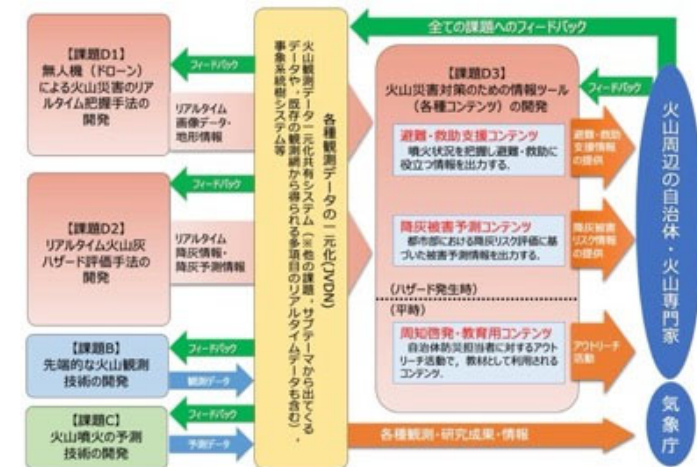 全ての課題へのフィードバック
【課題D1】
無人機（ドローン）
による火山災害のリア
ルタイム把握手法の
開発
フィードバック
リアルタイム
画像データ・
地形情報
【課題D2】
リアルタイム火山灰
ハザード評価手法の
開発
フィードバック
リアルタイム
降灰情報・
降灰予測情報
【課題B】
先端的な火山観測
技術の開発
フィードバック
観測データ
【課題C】
火山噴火の予測
技術の開発
フィードバック
予測データ
各種観測データの一元化(JVDN)
火山観測データ一元化共有システム（※他の課題，サブテーマから出てくる
データや，既存の観測網から得られる多項目のリアルタイムデータも含む），
事象系統樹システム等
【課題D3】
火山災害対策のための情報ツール
（各種コンテンツ）の開発
避難・救助支援コンテンツ
噴火状況を把握し避難・救助に
役立つ情報を出力する．
降灰被害予測コンテンツ
都市部における降灰リスク評価に基
づいた被害予測情報を出力する．
(ハザード発生時)
(平時)
周知啓発・教育用コンテンツ
自治体防災担当者に対するアウト
リーチ活動で，教材として利用される
コンテンツ．
フィードバック
避難・救助
支援情報
の提供
降灰被害
リスク情報
の提供
アウトリーチ
活動
各種観測・研究成果・情報
火山周辺の自治体・火山専門家
気象庁